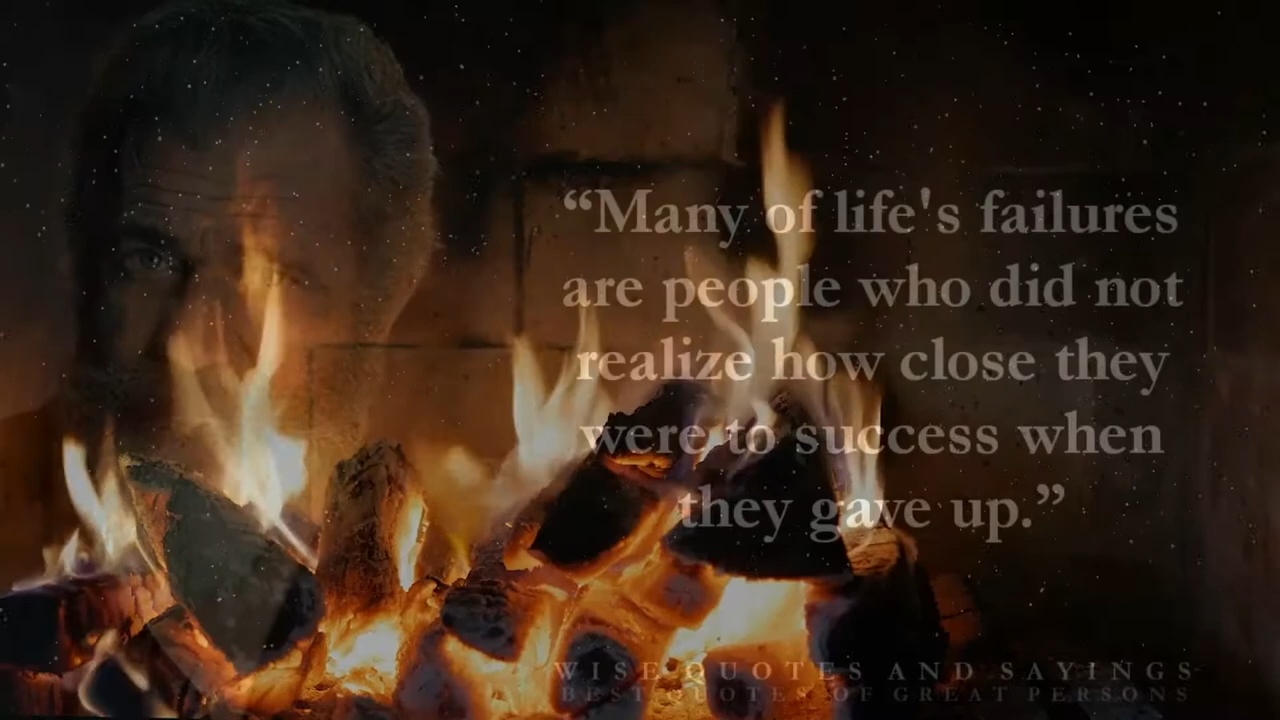 “Many of life's failures
are people who did not
realize how close they
were to success when
they gave up.”
WISE QUOTES AND SAYINGS
BEST QUOTES OF GREAT PERSONS